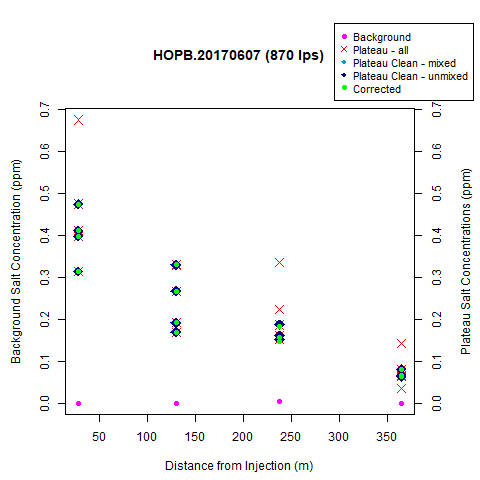 HOPB.20170607 (870 lps)
Background
Plateau - all
Plateau Clean - mixed
Plateau Clean - unmixed
Corrected
0.7
0.6
0.5
0.4
0.3
0.2
0.1
0.0
Background Salt Concentration (ppm)
0.7
0.6
0.5
0.4
0.3
0.2
0.1
0.0
Plateau Salt Concentrations (ppm)
50 100 150 200 250 300 350
Distance from Injection (m)